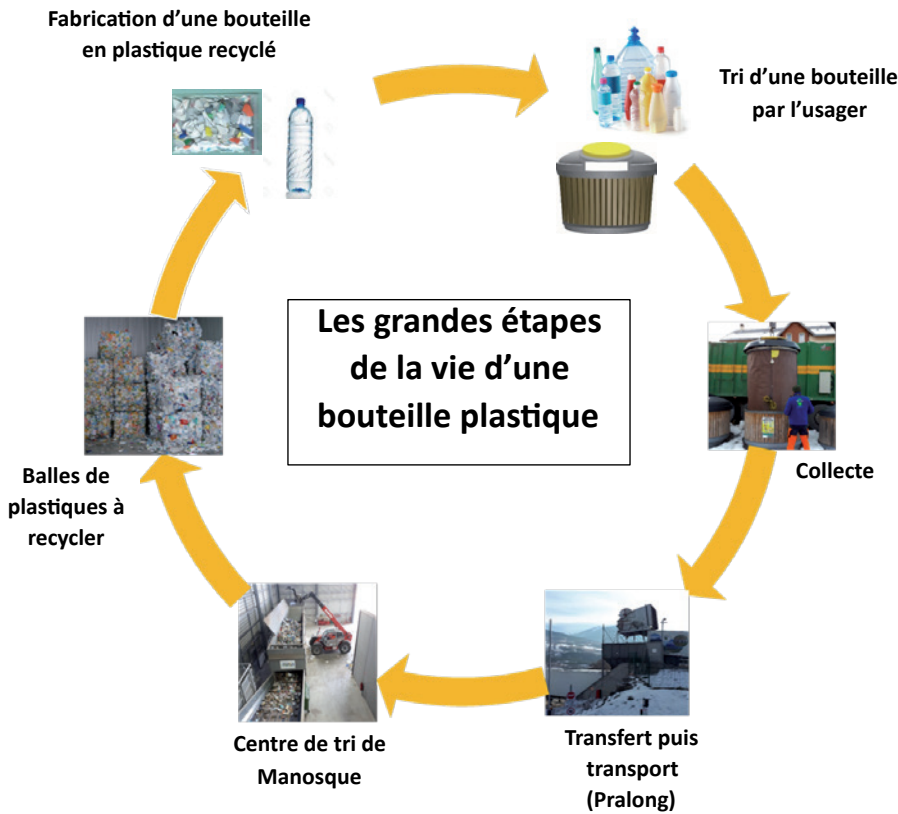 Fabrication d'une bouteille
en plastique recyclé
Tri d'une bouteille
par l'usager
Les grandes étapes
de la vie d'une
bouteille plastique
Collecte
Balles de
plastiques à
recycler
Transfert puis
transport
(Pralong)
Centre de tri de
Manosque